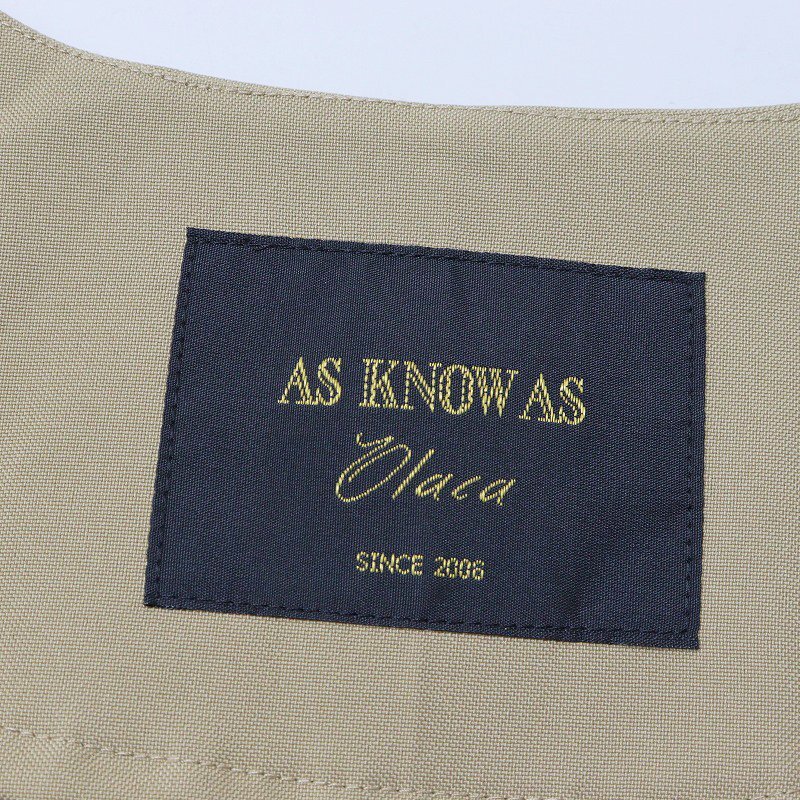 AS KNOW AS
Olaca
SINCE 2006